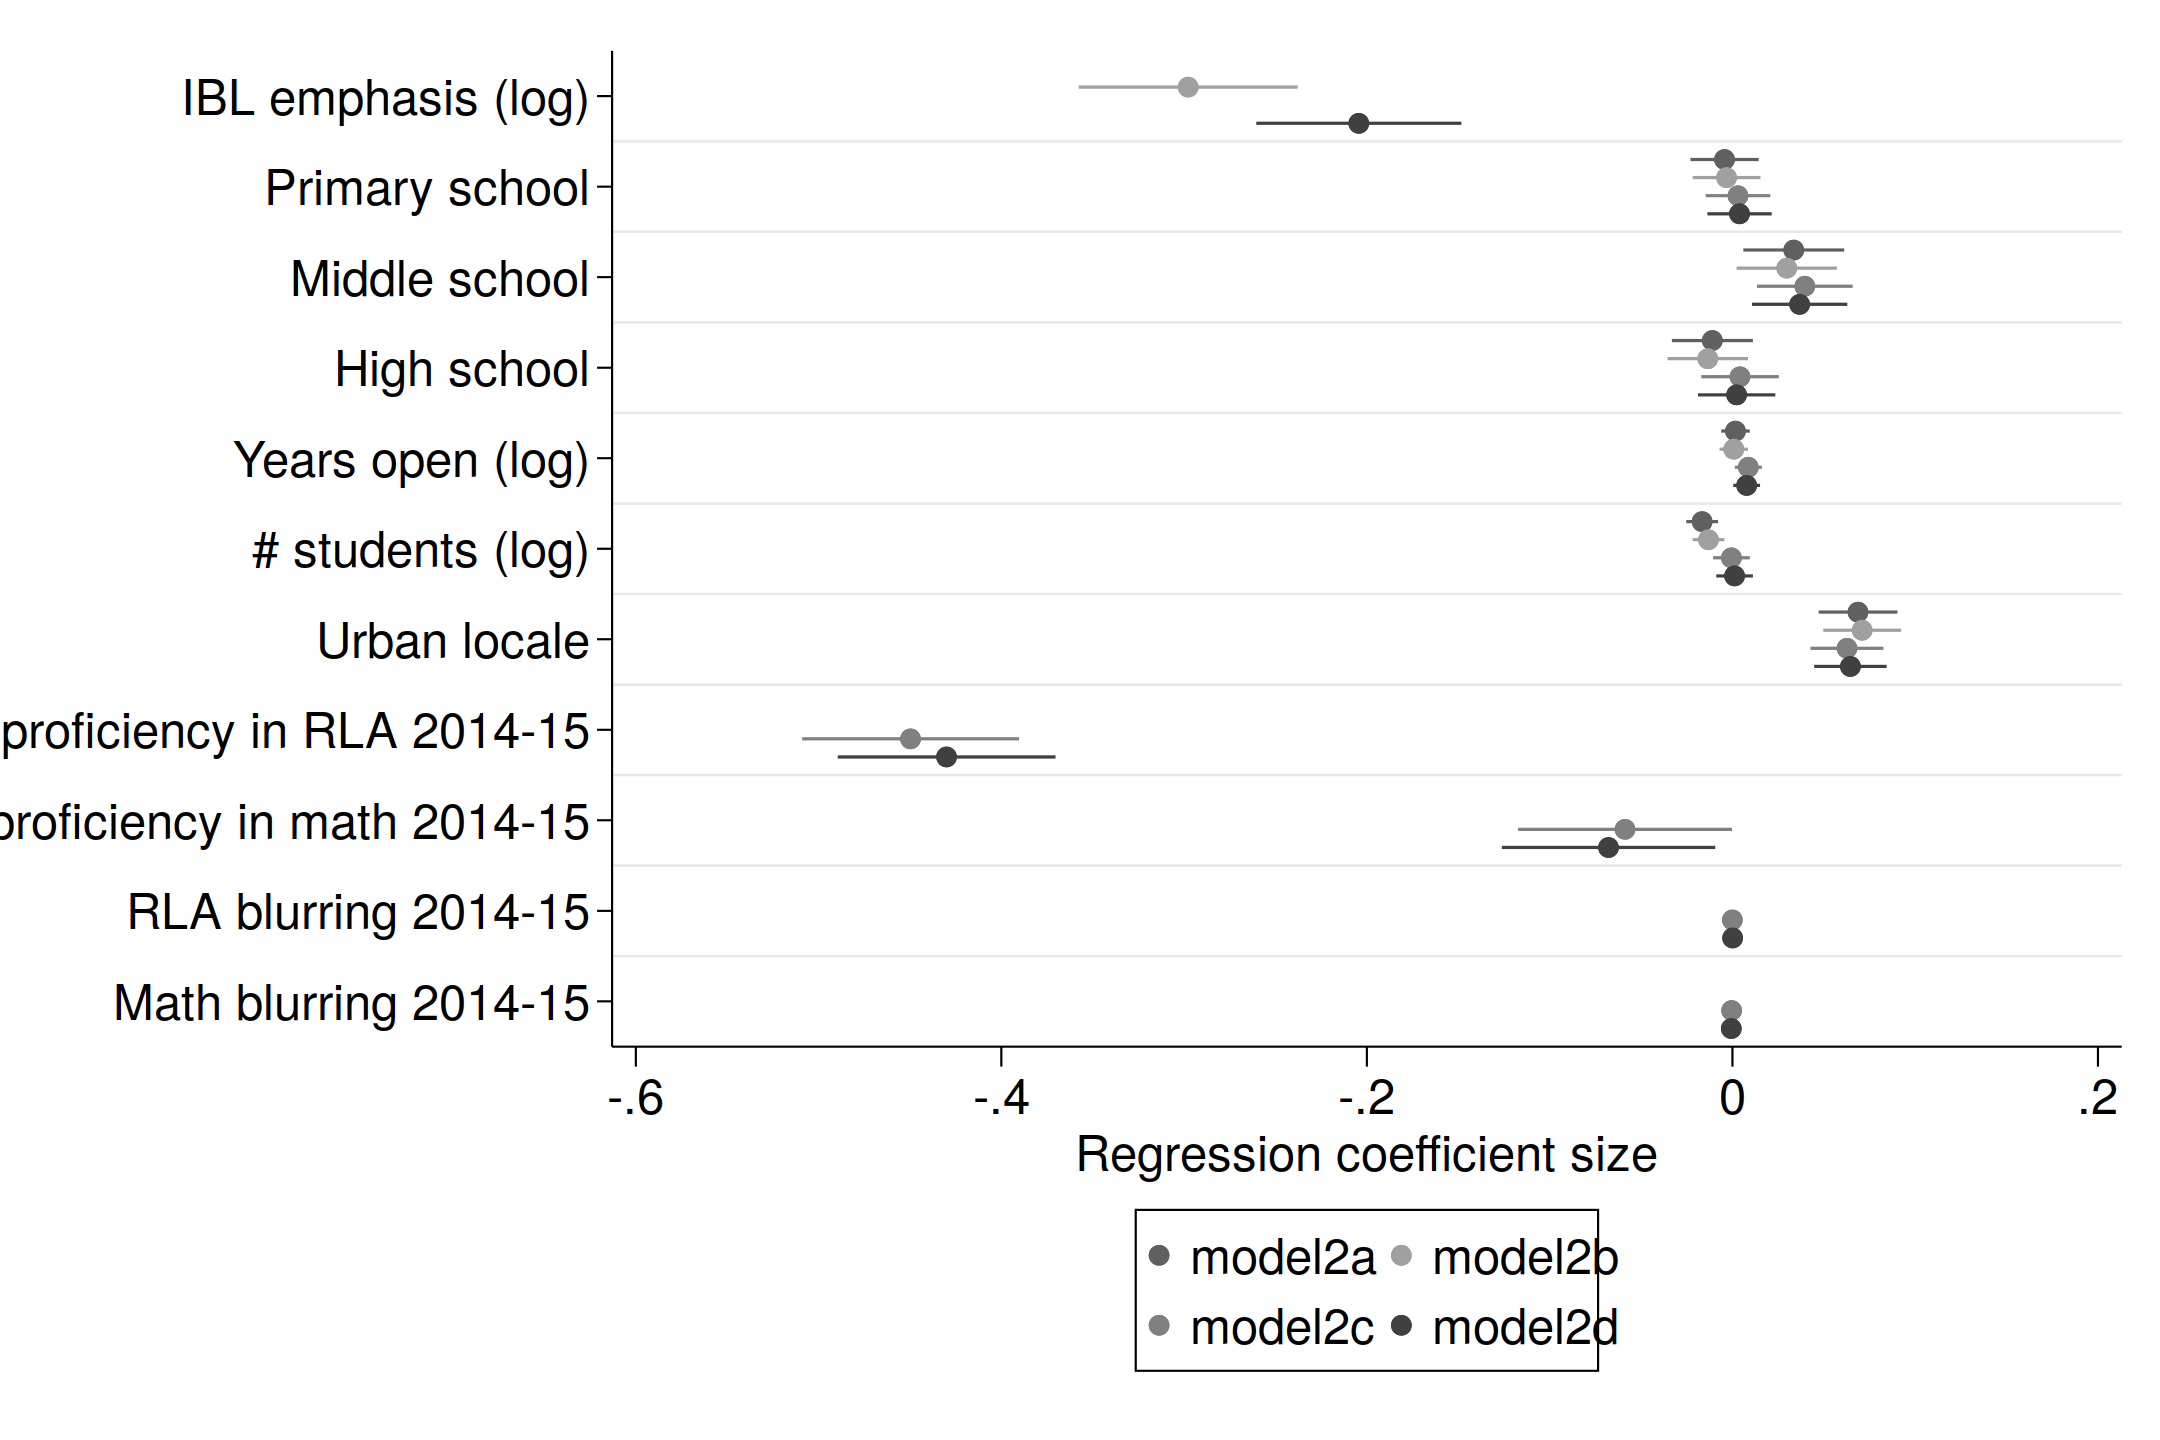 IBL emphasis (log)
Primary school
Middle school
High school
Years open (log)
# students (log)
Urban locale
proficiency in RLA 2014-15
proficiency in math 2014-15
RLA blurring 2014-15
Math blurring 2014-15
-.6 -.4 -.2 0 .2
Regression coefficient size
model2a model2b
model2c model2d